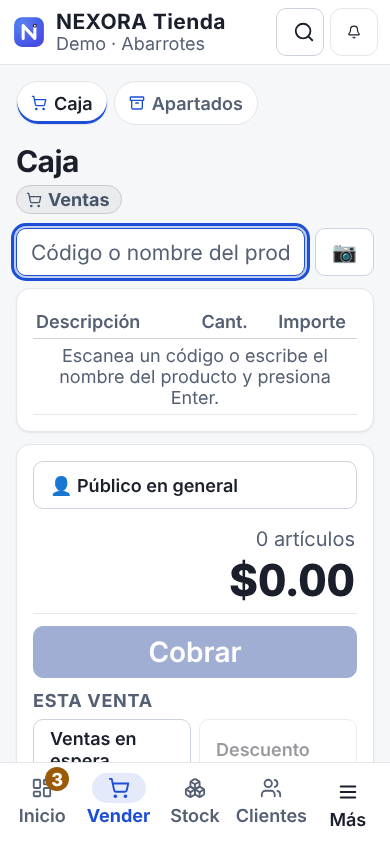 NEXORA Tienda
Demo · Abarrotes
Caja
Apartados
Caja
Ventas
Código o nombre del prod
Descripción Cant. Importe
Escanea un código o escribe el
nombre del producto y presiona
Enter.
Público en general
0 artículos
$0.00
Cobrar
ESTA VENTA
Ventas en
espera
Descuento
3
Inicio
Vender
Stock
Clientes
Más